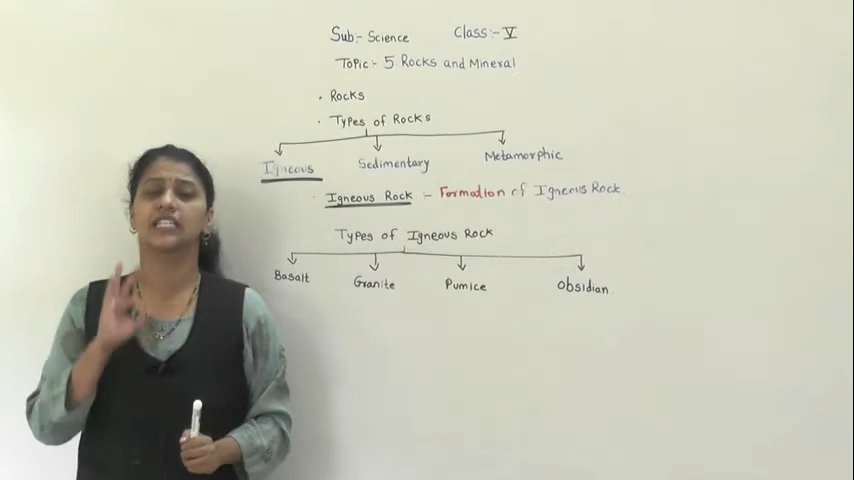 Sub:- Science Class:- V
Topic:- 5 Rocks and Mineral
• Rocks
• Types of Rocks
Igneous Sedimentary Metamorphic
• Igneous Rock :- Formation of Igneous Rock
Types of Igneous Rock
Basalt Granite Pumice Obsidian.